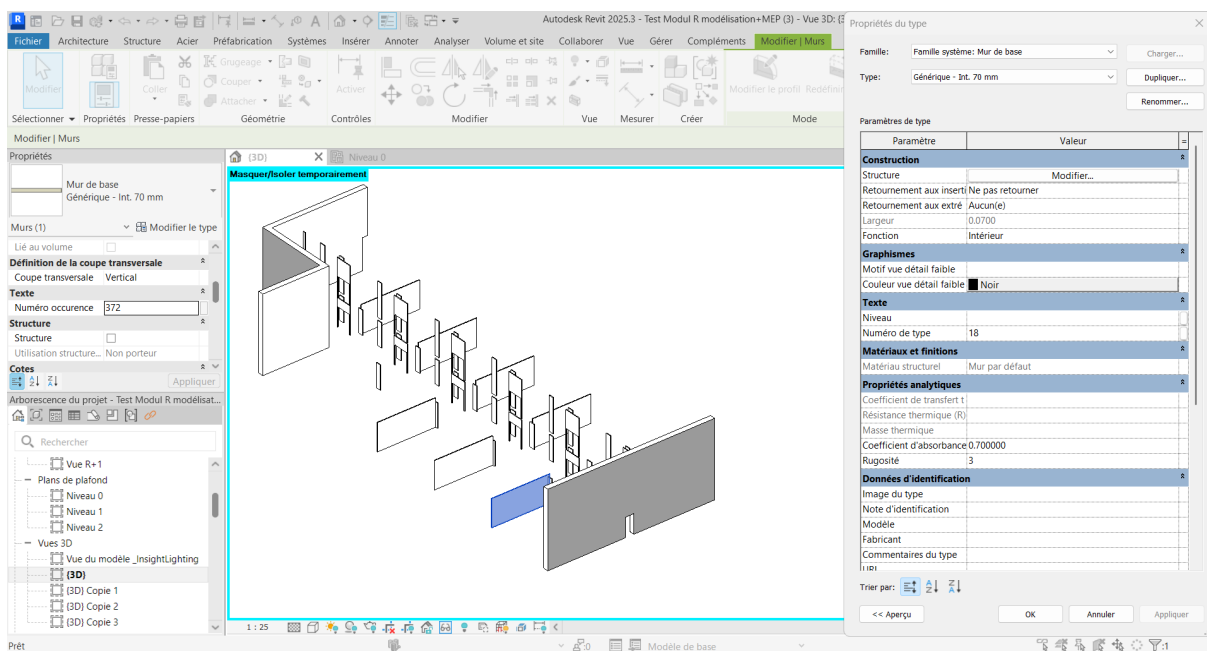 Autodesk Revit 2025.3 - Test Modul R modélisation+MEP (3) - Vue 3D: {3
Fichier Architecture Structure Acier Préfabrication Systèmes Insérer Annoter Analyser Volume et site Collaborer Vue Gérer Compléments Modifier | Murs
Modifier
Coller
Grugeage
Couper
Attacher
Activer
Modifier le profil Redéfinir
Sélectionner Propriétés Presse-papiers Géométrie Contrôles Modifier Vue Mesurer Créer Mode
Modifier | Murs
Propriétés
Mur de base
Générique - Int. 70 mm
Murs (1) Modifier le type
Lié au volume
Définition de la coupe transversale
Coupe transversale Vertical
Texte
Numéro occurence 372
Structure
Structure
Utilisation structure... Non porteur
Cotes
Appliquer
Arborescence du projet - Test Modul R modélisat...
Rechercher
Vue R+1
Plans de plafond
Niveau 0
Niveau 1
Niveau 2
Vues 3D
Vue du modèle _InsightLighting
{3D}
{3D} Copie 1
{3D} Copie 2
{3D} Copie 3
Prêt
{3D} Niveau 0
Masquer/Isoler temporairement
1 : 25
:0 Modèle de base
:1
Propriétés du type
Famille: Famille système: Mur de base Charger...
Type: Générique - Int. 70 mm Dupliquer...
Renommer...
Paramètres de type
Paramètre Valeur =
Construction
Structure Modifier...
Retournement aux inserti Ne pas retourner
Retournement aux extré Aucun(e)
Largeur 0.0700
Fonction Intérieur
Graphismes
Motif vue détail faible
Couleur vue détail faible Noir
Texte
Niveau
Numéro de type 18
Matériaux et finitions
Matériau structurel Mur par défaut
Propriétés analytiques
Coefficient de transfert t
Résistance thermique (R)
Masse thermique
Coefficient d'absorbance 0.700000
Rugosité 3
Données d'identification
Image du type
Note d'identification
Modèle
Fabricant
Commentaires du type
URL
Trier par:
<< Aperçu OK Annuler Appliquer